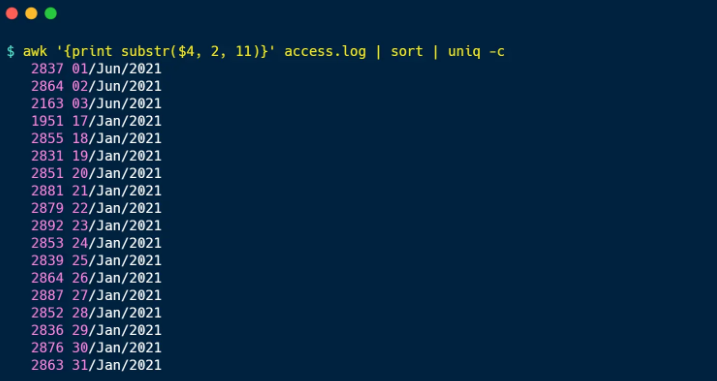 $ awk '{print substr($4, 2, 11)}' access.log | sort | uniq -c
2837 01/Jun/2021
2864 02/Jun/2021
2163 03/Jun/2021
1951 17/Jan/2021
2855 18/Jan/2021
2831 19/Jan/2021
2851 20/Jan/2021
2881 21/Jan/2021
2879 22/Jan/2021
2892 23/Jan/2021
2853 24/Jan/2021
2839 25/Jan/2021
2864 26/Jan/2021
2887 27/Jan/2021
2852 28/Jan/2021
2836 29/Jan/2021
2876 30/Jan/2021
2863 31/Jan/2021